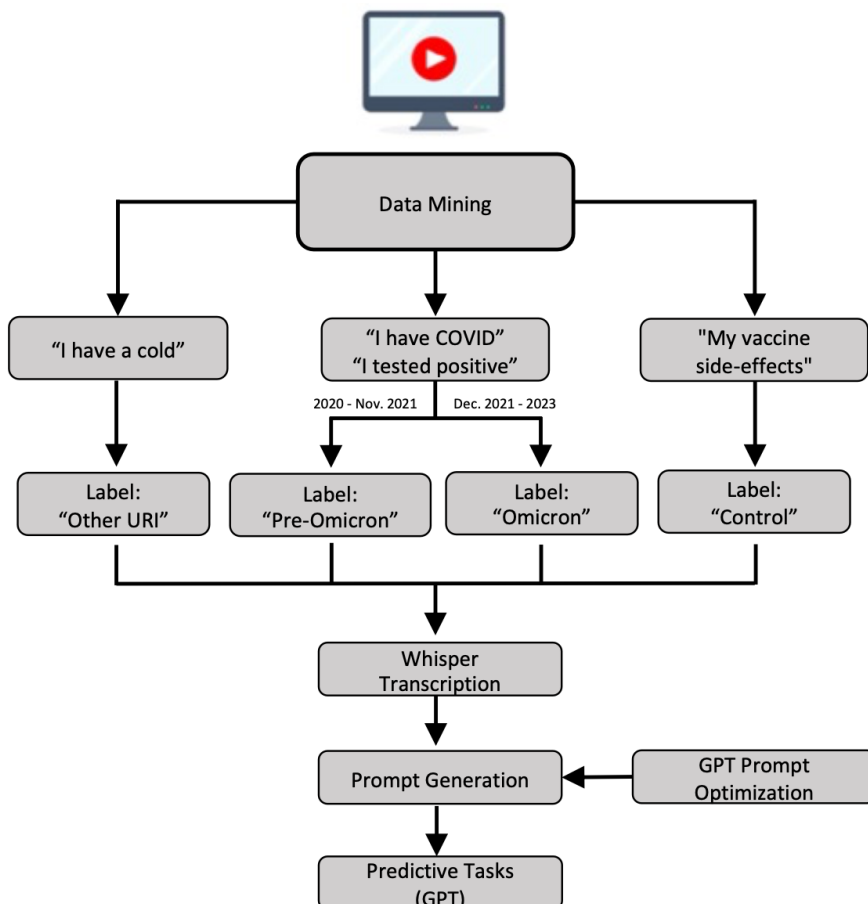 Data Mining
“I have a cold”
“I have COVID”
“I tested positive”
"My vaccine
side-effects"
2020 - Nov. 2021
Dec. 2021 - 2023
Label:
“Other URI”
Label:
“Pre-Omicron”
Label:
“Omicron”
Label:
“Control”
Whisper
Transcription
Prompt Generation
GPT Prompt
Optimization
Predictive Tasks
(GPT)